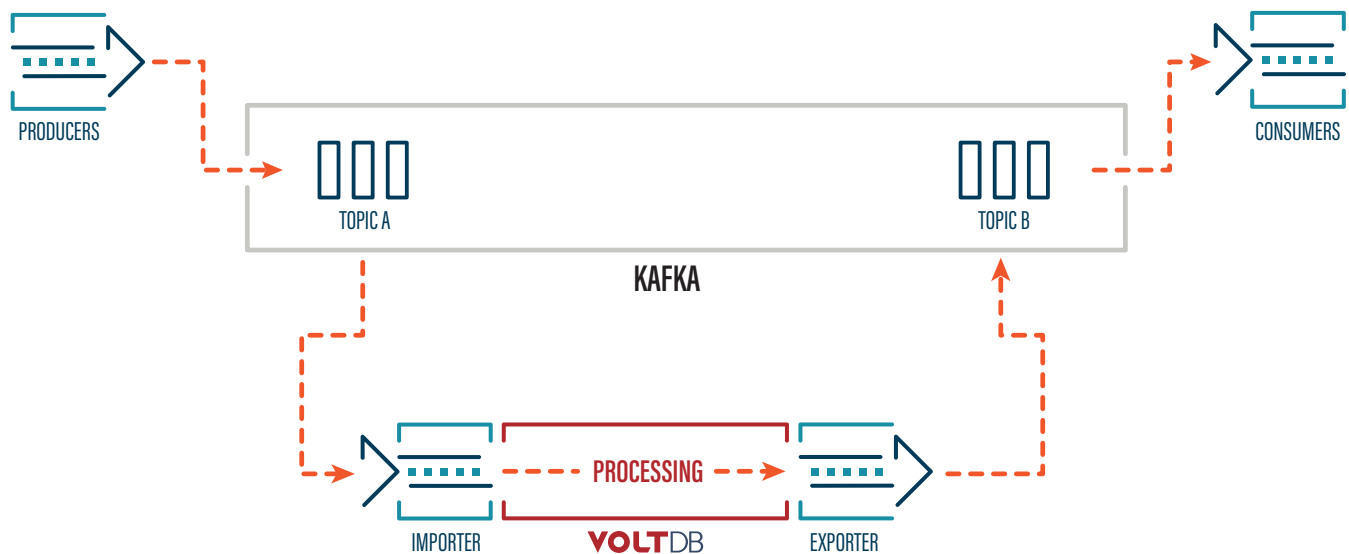 PRODUCERS
CONSUMERS
TOPIC A
TOPIC B
KAFKA
PROCESSING
IMPORTER
VOLTDB
EXPORTER